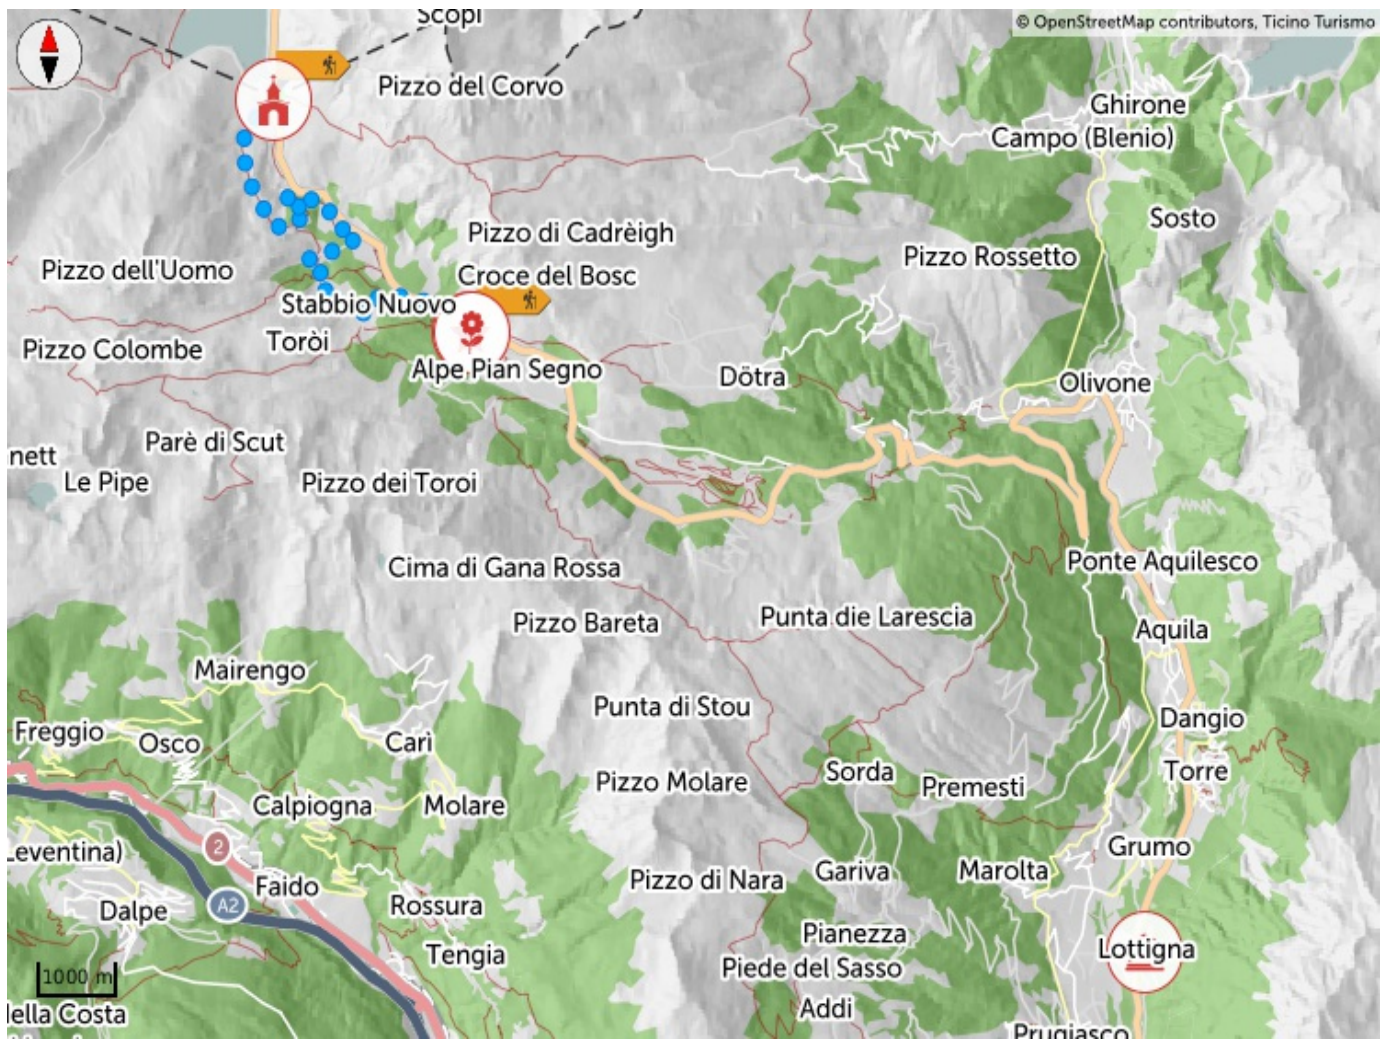 Scopi
© OpenStreetMap contributors, Ticino Turismo
Pizzo del Corvo
Ghirone
Campo (Blenio)
Sosto
Pizzo di Cadrèigh
Pizzo Rossetto
Pizzo dell'Uomo
Croce del Bosc
Stabbio Nuovo
Toròi
Pizzo Colombe
Alpe Pian Segno
Dötra
Olivone
Parè di Scut
nett
Le Pipe
Pizzo dei Toroi
Cima di Gana Rossa
Ponte Aquilesco
Pizzo Bareta
Punta die Larescia
Aquila
Mairengo
Punta di Stou
Dangio
Freggio
Osco
Carì
Pizzo Molare
Sorda
Premesti
Torre
Calpiogna
Molare
2
Leventina)
Grumo
Faido
Pizzo di Nara
Gariva
Marolta
A2
Dalpe
Rossura
Pianezza
Lottigna
Tengia
Piede del Sasso
1000 m
Addi
lella Costa
Prugiasco